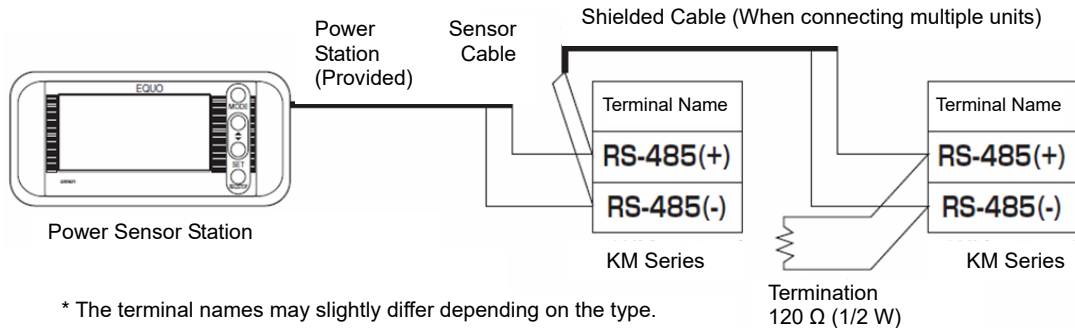 Shielded Cable (When connecting multiple units)
Power Sensor
Station Cable
(Provided)
EQUO
MODE
SET
Terminal Name
RS-485(+)
RS-485(-)
KM Series
Terminal Name
RS-485(+)
RS-485(-)
KM Series
Power Sensor Station
Termination
120 Ω (1/2 W)
* The terminal names may slightly differ depending on the type.